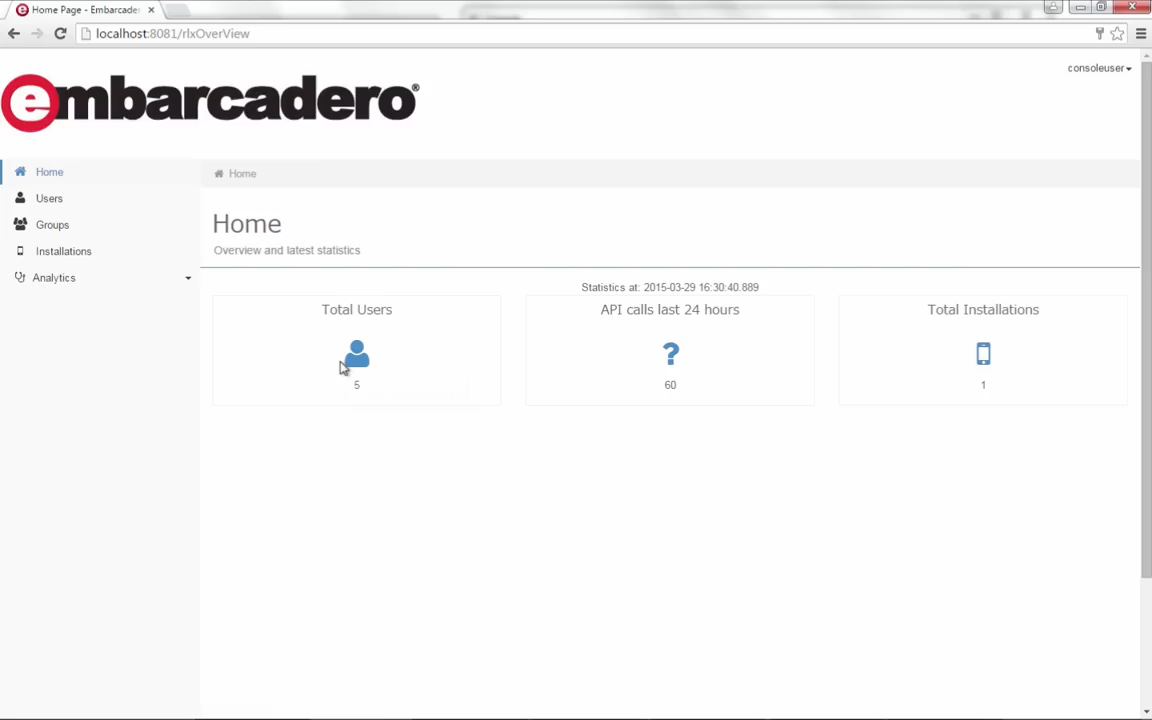 Home Page - Embarcade
localhost:8081/rlxOverView
consoleuser
embarcadero®
Home
Users
Groups
Installations
Analytics
Home
Home
Overview and latest statistics
Statistics at: 2015-03-29 16:30:40.889
Total Users
5
API calls last 24 hours
?
60
Total Installations
1